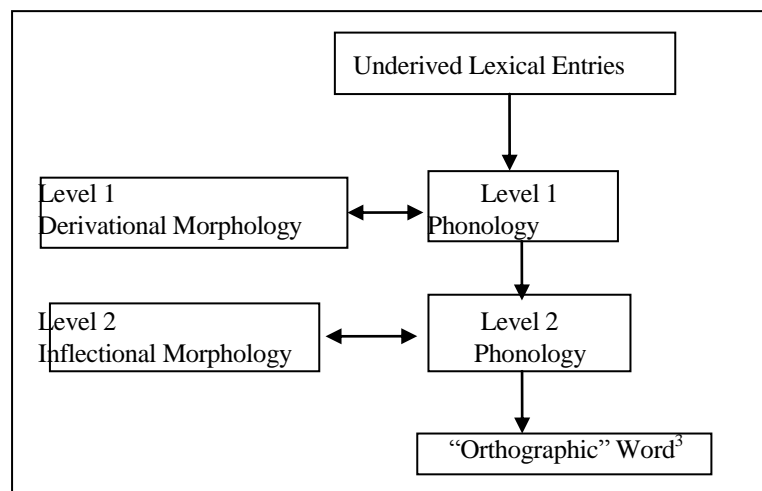 Underived Lexical Entries
Level 1
Derivational Morphology
Level 1
Phonology
Level 2
Inflectional Morphology
Level 2
Phonology
“Orthographic” Word³